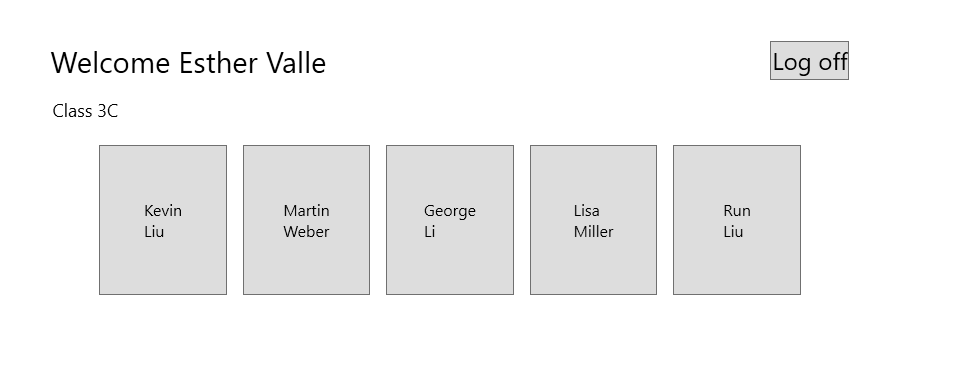 Welcome Esther Valle
Log off
Class 3C
Kevin
Liu
Martin
Weber
George
Li
Lisa
Miller
Run
Liu